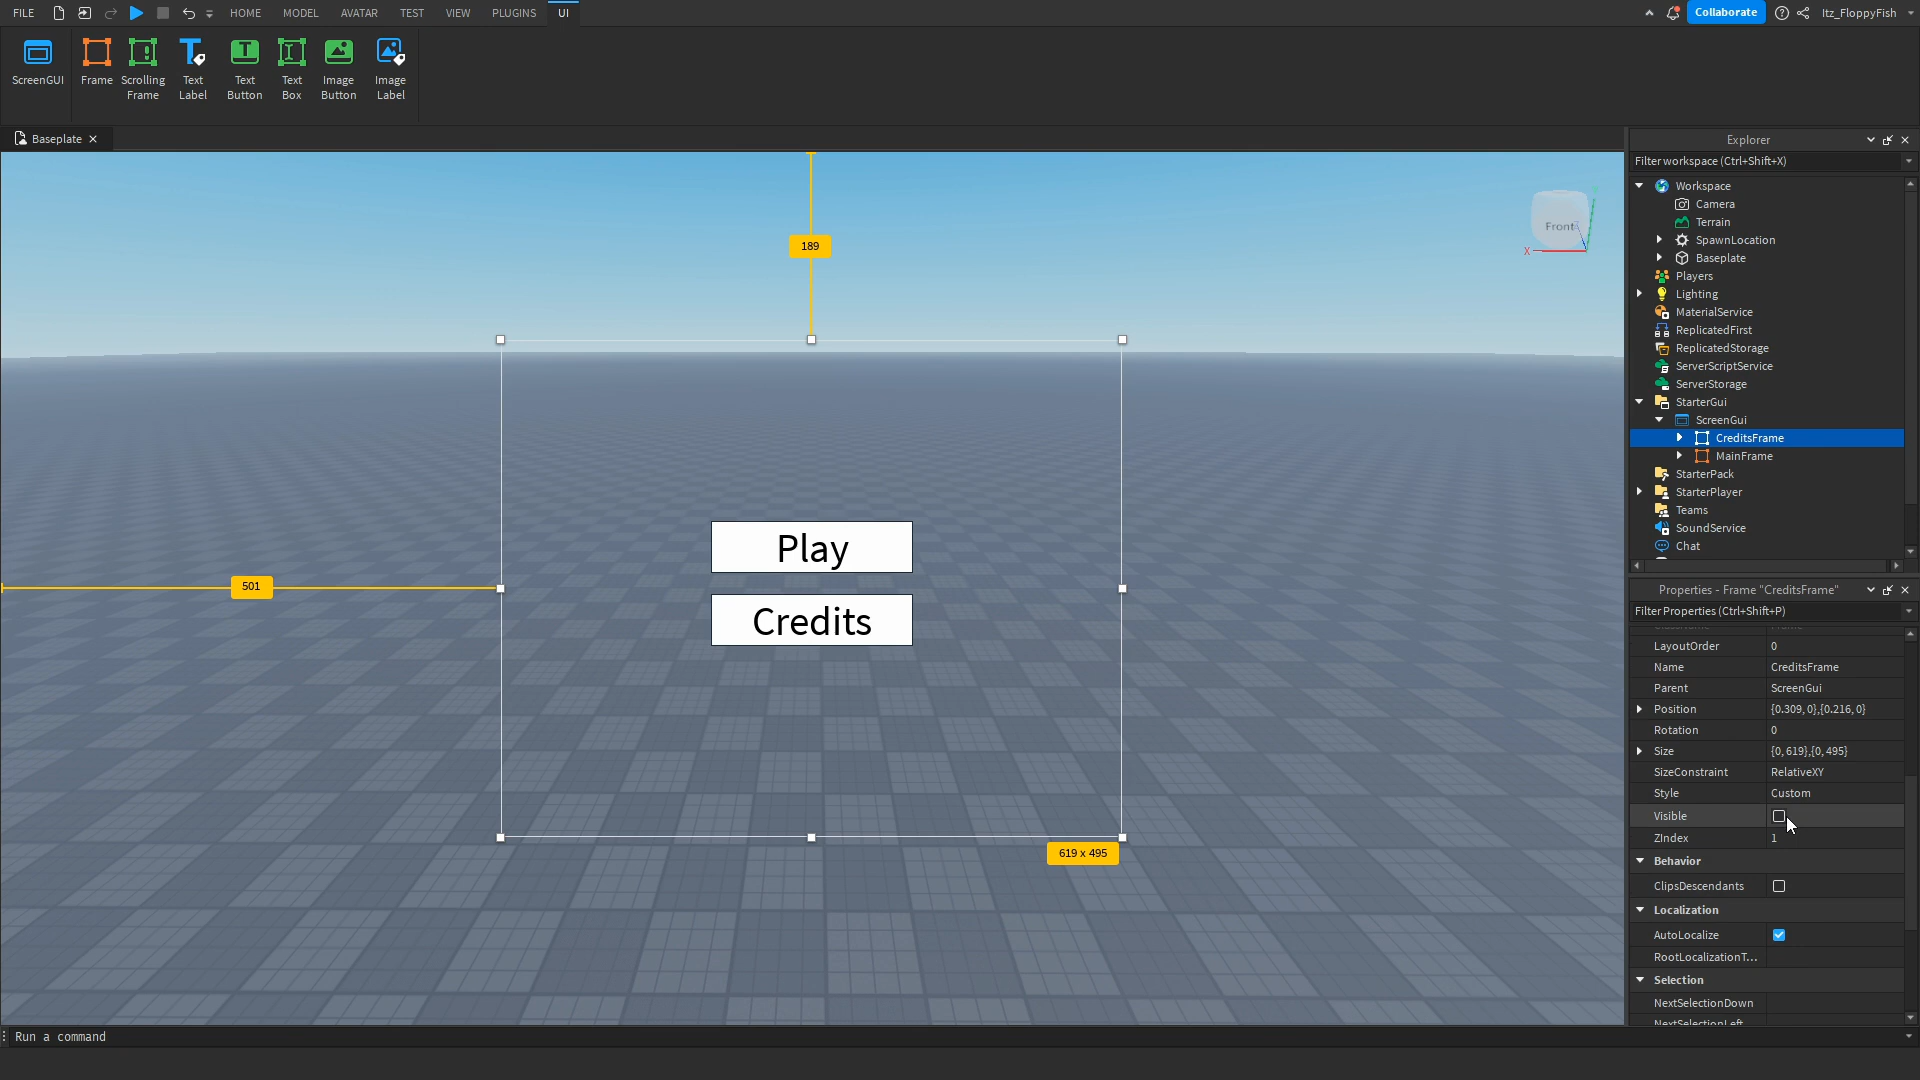 FILE HOME MODEL AVATAR TEST VIEW PLUGINS UI Collaborate Itz_FloppyFish
ScreenGUI Frame Scrolling Frame Text Label Text Button Text Box Image Button Image Label
Baseplate
Explorer
Filter workspace (Ctrl+Shift+X)
Workspace
Camera
Terrain
SpawnLocation
Baseplate
Players
Lighting
MaterialService
ReplicatedFirst
ReplicatedStorage
ServerScriptService
ServerStorage
StarterGui
ScreenGui
CreditsFrame
MainFrame
StarterPack
StarterPlayer
Teams
SoundService
Chat
189
Front
X
Play
Credits
501
619 x 495
Properties - Frame "CreditsFrame"
Filter Properties (Ctrl+Shift+P)
LayoutOrder 0
Name CreditsFrame
Parent ScreenGui
Position {0.309, 0},{0.216, 0}
Rotation 0
Size {0, 619},{0, 495}
SizeConstraint RelativeXY
Style Custom
Visible
ZIndex 1
Behavior
ClipsDescendants
Localization
AutoLocalize
RootLocalizationT...
Selection
NextSelectionDown
NextSelectionLeft
Run a command